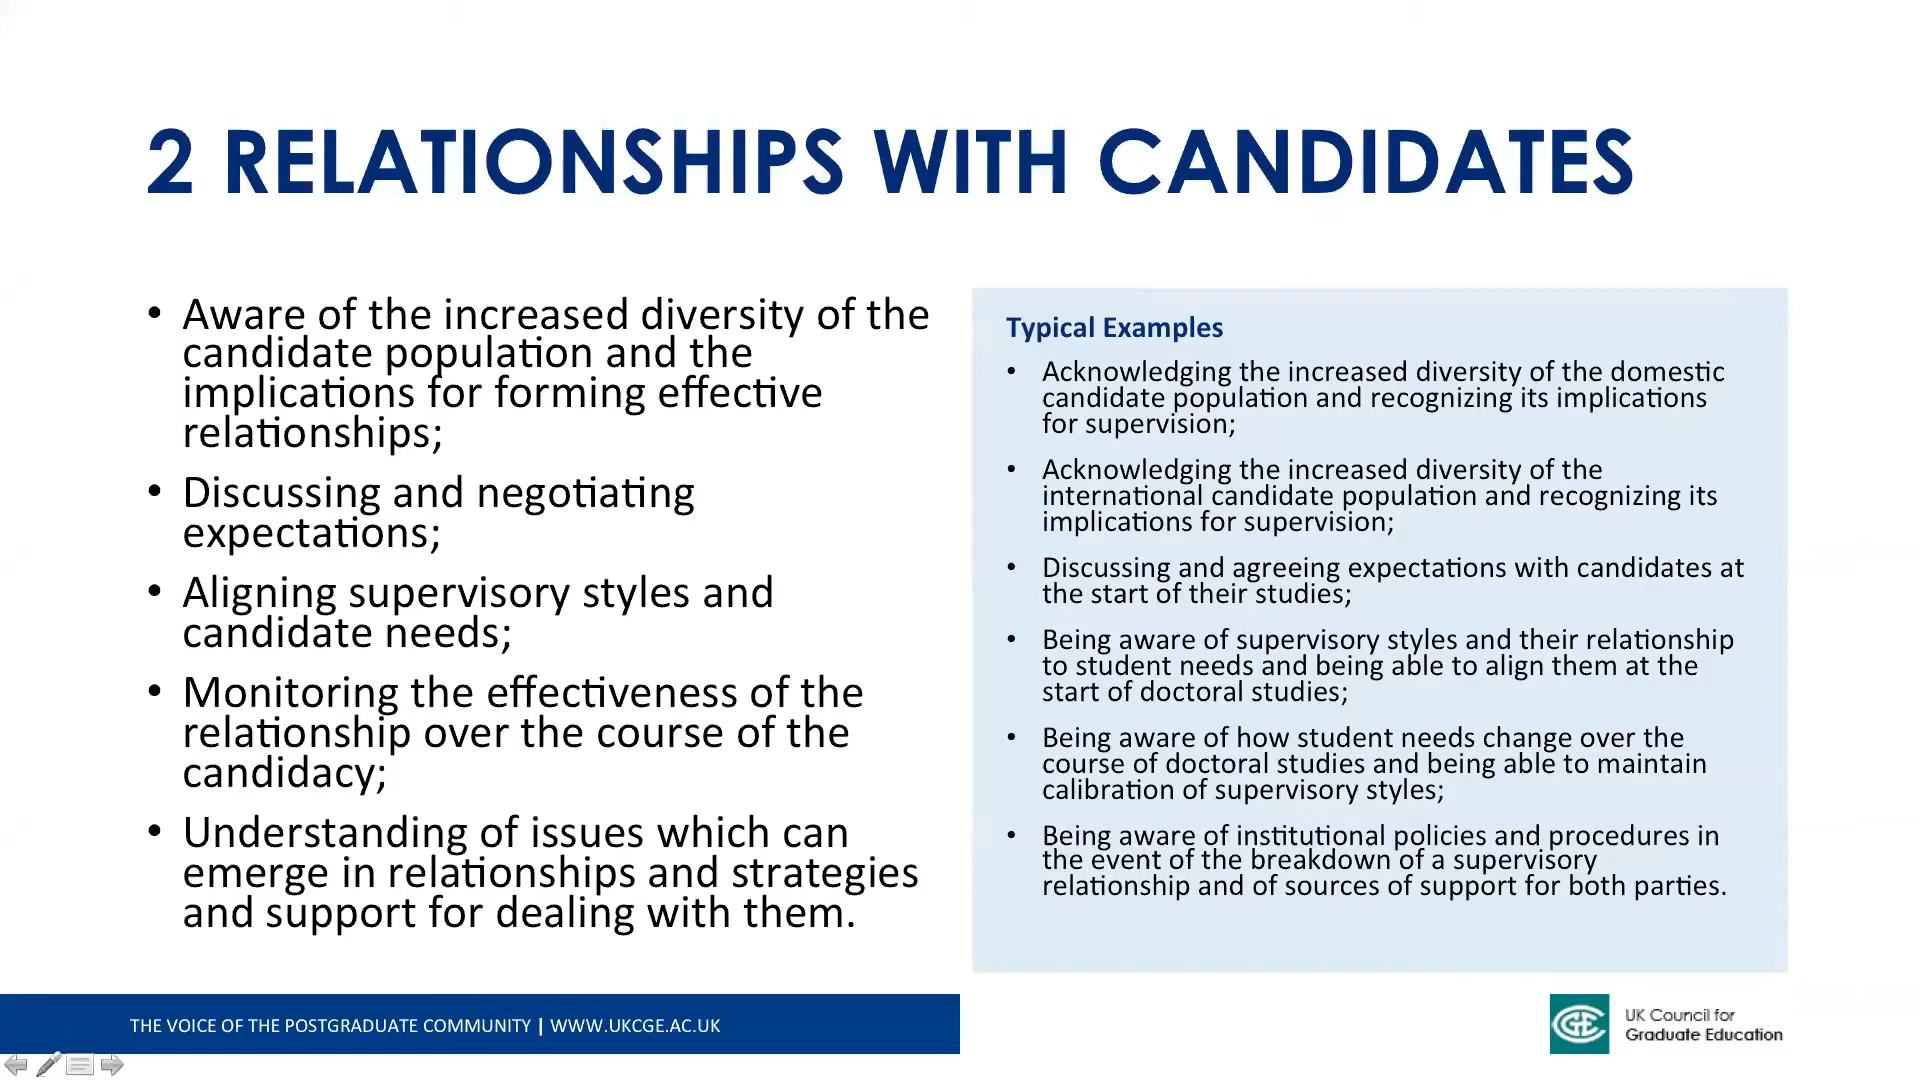 2 RELATIONSHIPS WITH CANDIDATES
• Aware of the increased diversity of the
candidate population and the
implications for forming effective
relationships;
• Discussing and negotiating
expectations;
• Aligning supervisory styles and
candidate needs;
• Monitoring the effectiveness of the
relationship over the course of the
candidacy;
• Understanding of issues which can
emerge in relationships and strategies
and support for dealing with them.
Typical Examples
• Acknowledging the increased diversity of the domestic
candidate population and recognizing its implications
for supervision;
• Acknowledging the increased diversity of the
international candidate population and recognizing its
implications for supervision;
• Discussing and agreeing expectations with candidates at
the start of their studies;
• Being aware of supervisory styles and their relationship
to student needs and being able to align them at the
start of doctoral studies;
• Being aware of how student needs change over the
course of doctoral studies and being able to maintain
calibration of supervisory styles;
• Being aware of institutional policies and procedures in
the event of the breakdown of a supervisory
relationship and of sources of support for both parties.
THE VOICE OF THE POSTGRADUATE COMMUNITY | WWW.UKCGE.AC.UK
CGE
UK Council for
Graduate Education